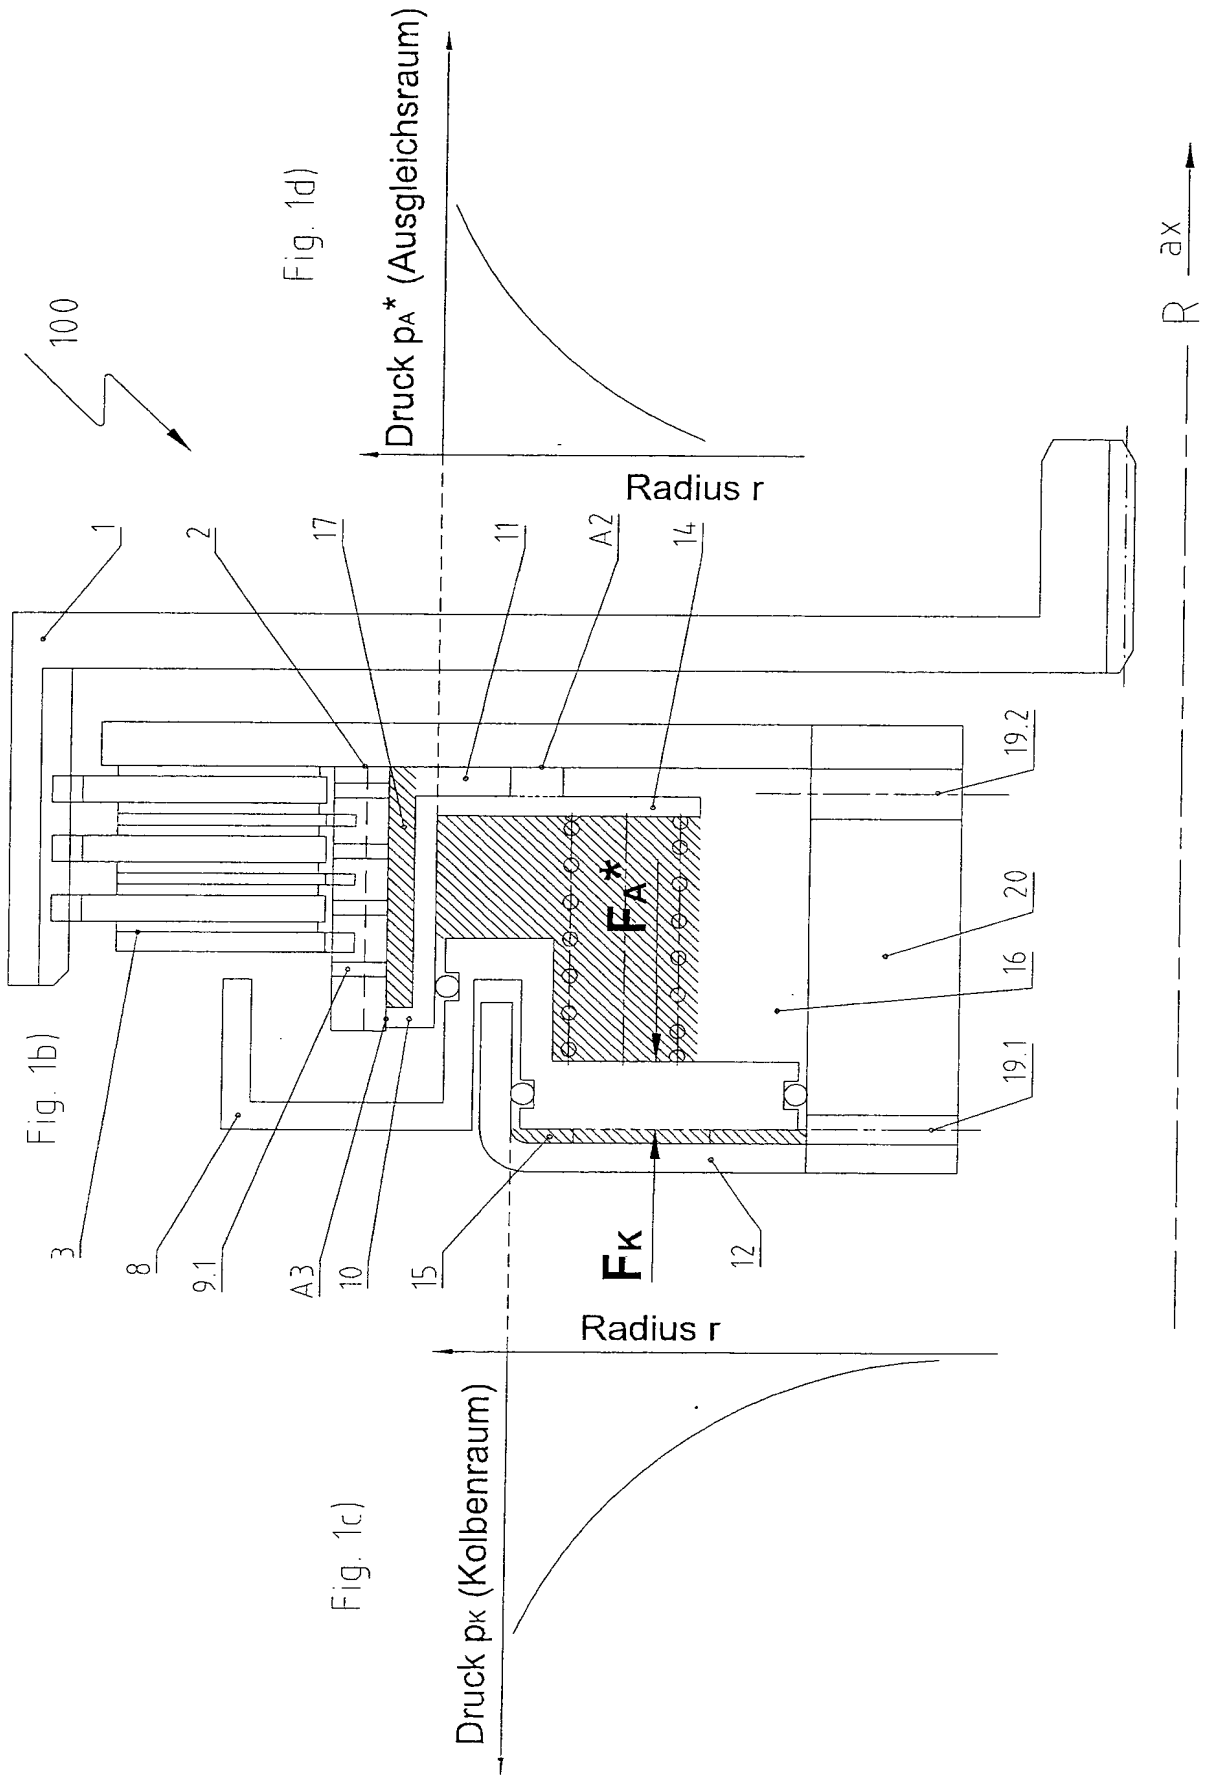 Fig. 1b)
Fig. 1c)
Fig. 1d)
100
1
2
17
11
A2
14
3
8
9.1
A3
10
15
12
19.1
16
20
19.2
FK
FA*
Druck pK (Kolbenraum)
Radius r
Druck pA* (Ausgleichsraum)
Radius r
R
ax